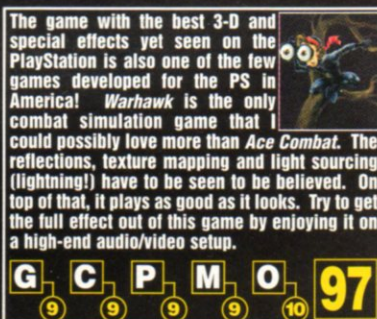 The game with the best 3-D and
special effects yet seen on the
PlayStation is also one of the few
games developed for the PS in
America! Warhawk is the only
combat simulation game that I
could possibly love more than Ace Combat. The
reflections, texture mapping and light sourcing
(lightning!) have to be seen to be believed. On
top of that, it plays as good as it looks. Try to get
the full effect out of this game by enjoying it on
a high-end audio/video setup.
G C P M O 97
9 9 9 9 10